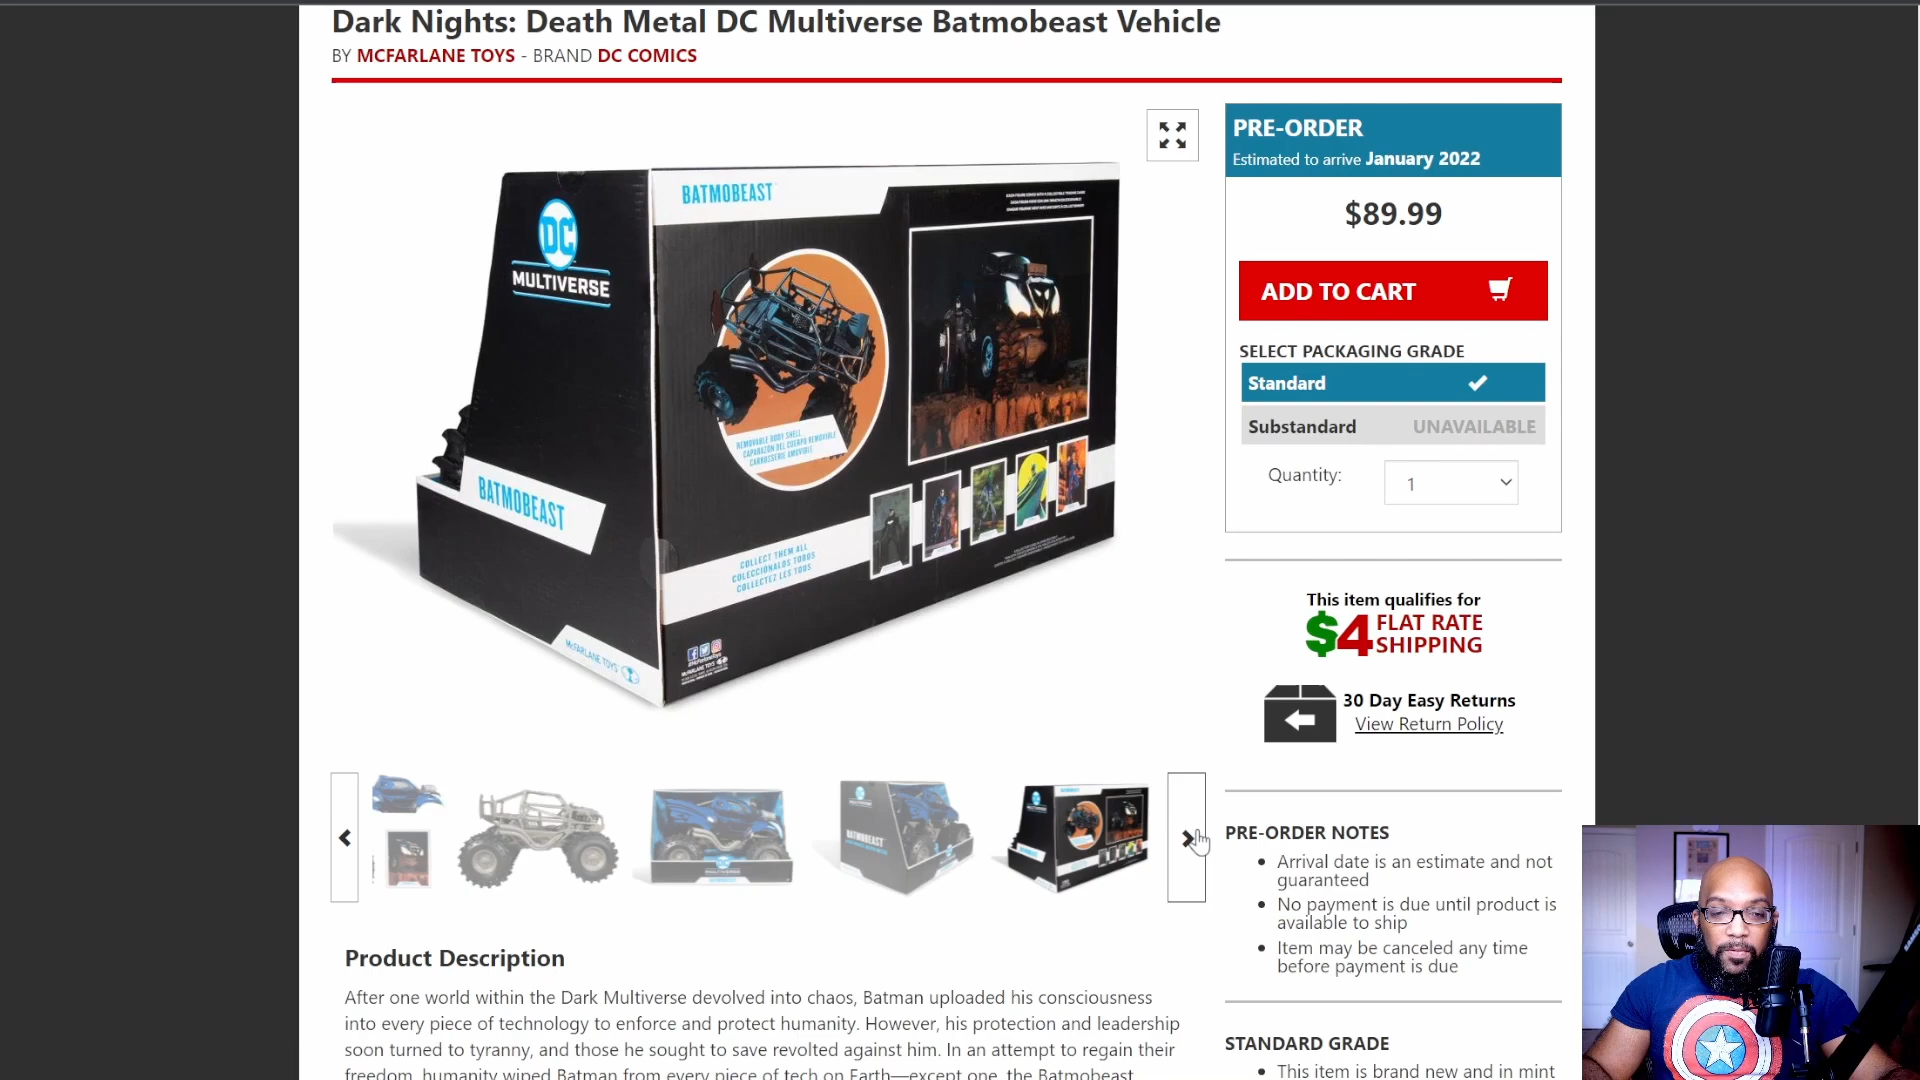 Dark Nights: Death Metal DC Multiverse Batmobeast Vehicle
BY MCFARLANE TOYS - BRAND DC COMICS
PRE-ORDER
Estimated to arrive January 2022
$89.99
ADD TO CART
SELECT PACKAGING GRADE
Standard
Substandard UNAVAILABLE
Quantity: 1
This item qualifies for
$4 FLAT RATE SHIPPING
30 Day Easy Returns
View Return Policy
PRE-ORDER NOTES
Arrival date is an estimate and not
guaranteed
No payment is due until product is
available to ship
Item may be canceled any time
before payment is due
STANDARD GRADE
This item is brand new and in mint
DC
MULTIVERSE
BATMOBEAST
MCFARLANE TOYS
BATMOBEAST
REMOVABLE BODY SHELL
CAPARAZÓN DEL CUERPO REMOVIBLE
CARROSSERIE AMOVIBLE
COLLECT THEM ALL
COLECCIÓNALOS TODOS
COLLECTEZ LES TOUS
Product Description
After one world within the Dark Multiverse devolved into chaos, Batman uploaded his consciousness
into every piece of technology to enforce and protect humanity. However, his protection and leadership
soon turned to tyranny, and those he sought to save revolted against him. In an attempt to regain their
freedom, humanity wiped Batman from every piece of tech on Earth—except one, the Batmobeast